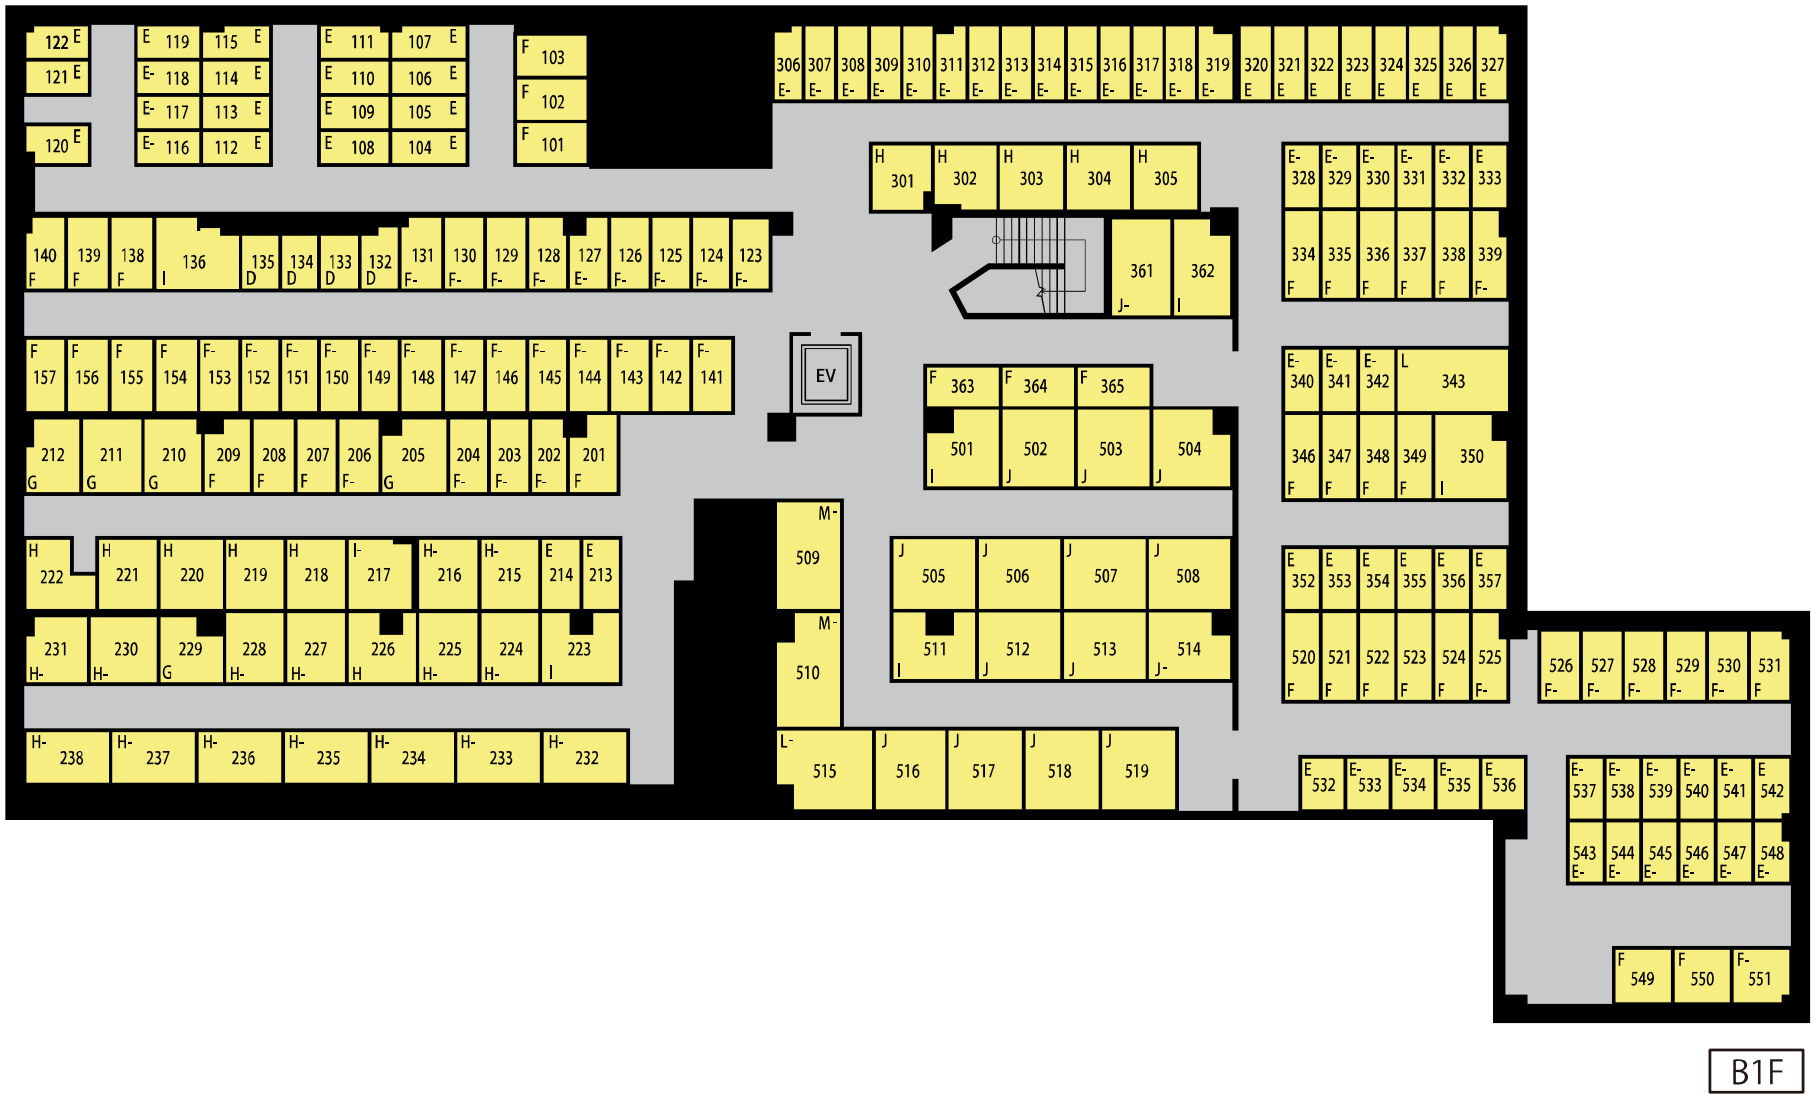 122 E
121 E
120 E
E 119 115 E
E- 118 114 E
E- 117 113 E
E- 116 112 E
E 111 107 E
E 110 106 E
E 109 105 E
E 108 104 E
F 103
F 102
F 101
306 307 308 309 310 311 312 313 314 315 316 317 318 319 320 321 322 323 324 325 326 327
E- E- E- E- E- E- E- E- E- E- E- E- E- E- E E E E E E E E
H H H H H
301 302 303 304 305
E- E- E- E- E- E
328 329 330 331 332 333
334 335 336 337 338 339
F F F F F F-
140 139 138 136 135 134 133 132 131 130 129 128 127 126 125 124 123
F F F I D D D D F- F- F- F- E- F- F- F- F-
361 362
J- I
F F F F F- F- F- F- F- F- F- F- F- F- F- F- F-
157 156 155 154 153 152 151 150 149 148 147 146 145 144 143 142 141
EV
F 363 F 364 F 365
501 502 503 504
I J J J
E- E- E- L
340 341 342 343
346 347 348 349 350
F F F F I
212 211 210 209 208 207 206 205 204 203 202 201
G G G F F F F- G F- F- F- F
H H H H H I- H- H- E E
222 221 220 219 218 217 216 215 214 213
231 230 229 228 227 226 225 224 223
H- H- G H- H- H H- H- I
H- H- H- H- H- H- H-
238 237 236 235 234 233 232
M-
509
M-
510
J J J J
505 506 507 508
511 512 513 514
I J J J-
L- J J J J
515 516 517 518 519
E E E E E E
352 353 354 355 356 357
520 521 522 523 524 525
F F F F F F-
526 527 528 529 530 531
F- F- F- F- F- F
E E- E- E- E
532 533 534 535 536
E- E- E- E- E- E
537 538 539 540 541 542
543 544 545 546 547 548
E- E- E- E- E- E-
F F F-
549 550 551
B1F